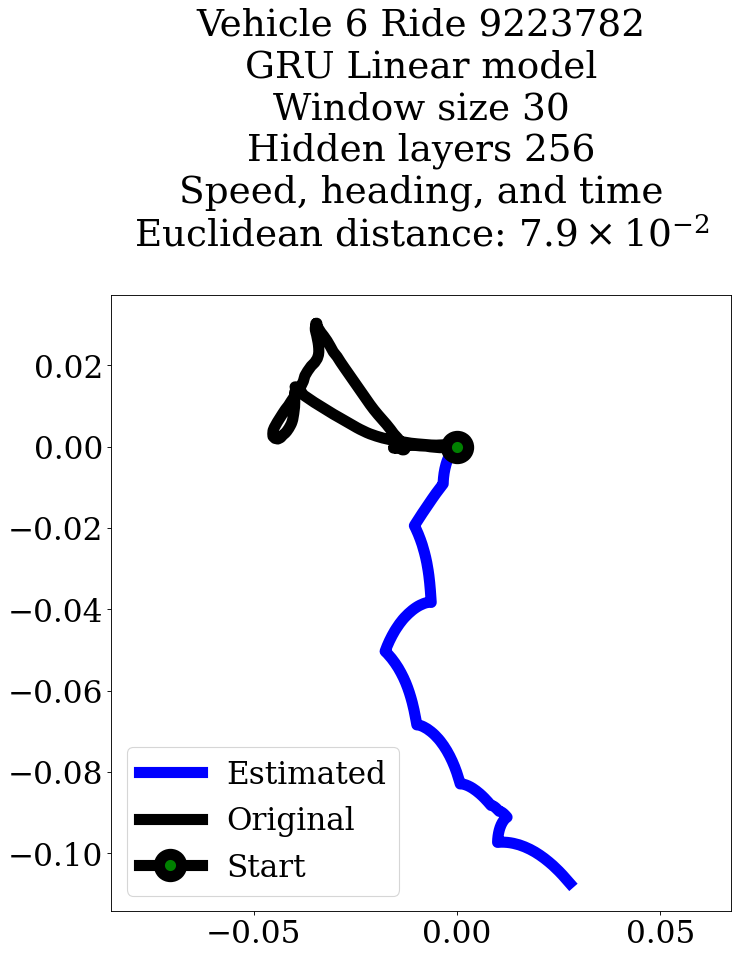 Vehicle 6 Ride 9223782
GRU Linear model
Window size 30
Hidden layers 256
Speed, heading, and time
Euclidean distance: 7.9 × 10⁻²
0.02
0.00
−0.02
−0.04
−0.06
−0.08
−0.10
Estimated
Original
Start
−0.05 0.00 0.05